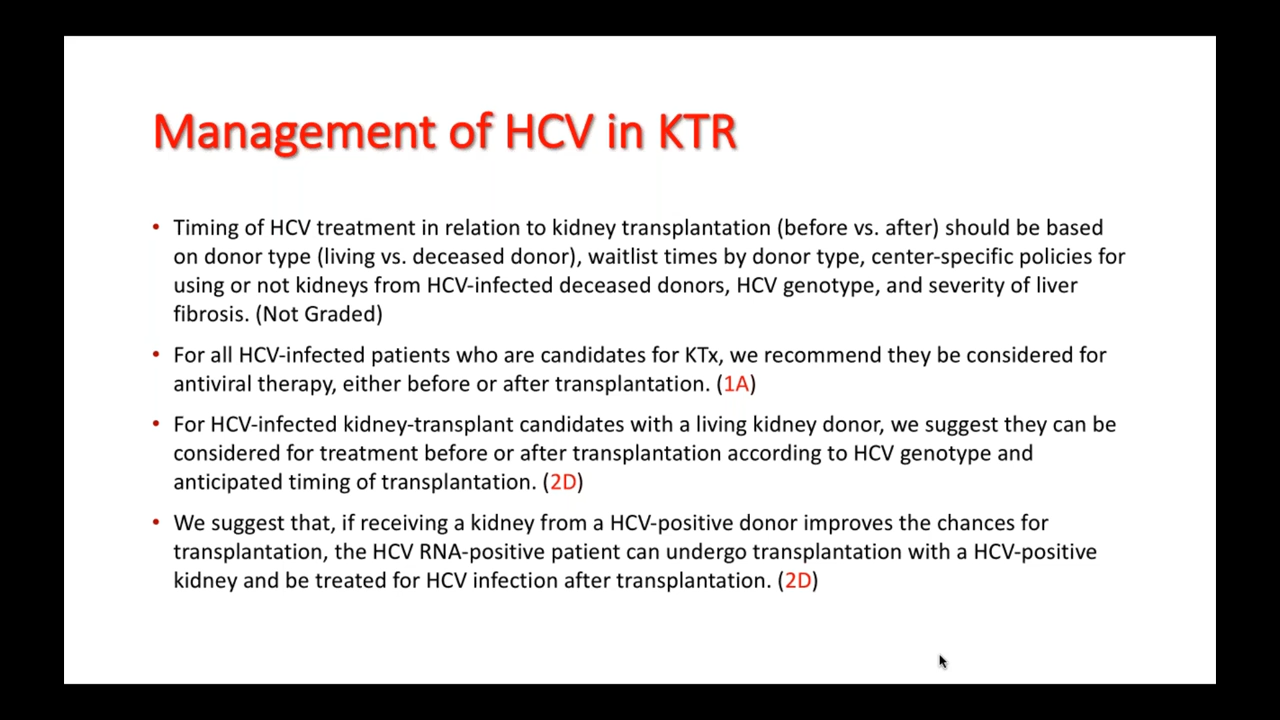 Management of HCV in KTR
• Timing of HCV treatment in relation to kidney transplantation (before vs. after) should be based
on donor type (living vs. deceased donor), waitlist times by donor type, center-specific policies for
using or not kidneys from HCV-infected deceased donors, HCV genotype, and severity of liver
fibrosis. (Not Graded)
• For all HCV-infected patients who are candidates for KTx, we recommend they be considered for
antiviral therapy, either before or after transplantation. (1A)
• For HCV-infected kidney-transplant candidates with a living kidney donor, we suggest they can be
considered for treatment before or after transplantation according to HCV genotype and
anticipated timing of transplantation. (2D)
• We suggest that, if receiving a kidney from a HCV-positive donor improves the chances for
transplantation, the HCV RNA-positive patient can undergo transplantation with a HCV-positive
kidney and be treated for HCV infection after transplantation. (2D)